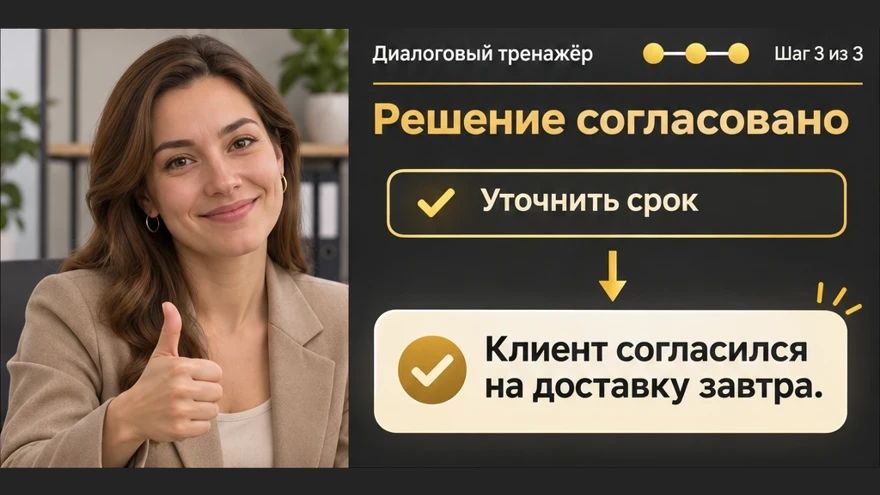 Диалоговый тренажёр
Шаг 3 из 3
Решение согласовано
Уточнить срок
Клиент согласился
на доставку завтра.